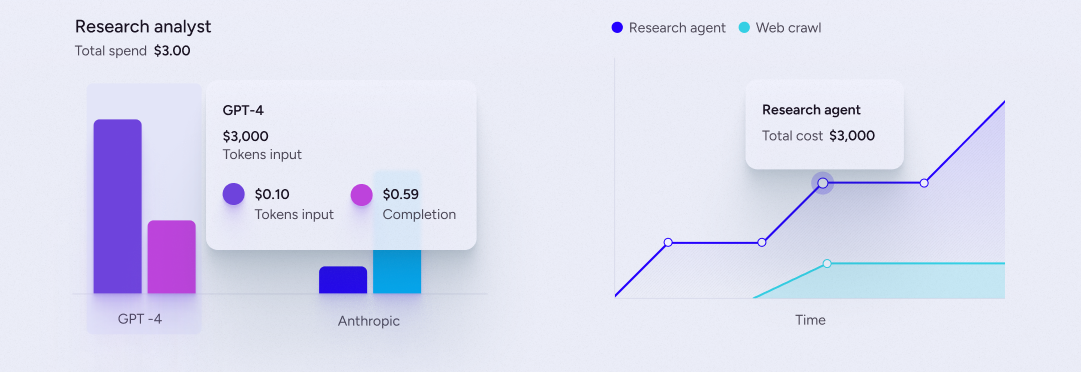 Research analyst
Total spend $3.00
GPT-4
$3,000
Tokens input
$0.10
Tokens input
$0.59
Completion
GPT -4
Anthropic
Research agent
Web crawl
Research agent
Total cost $3,000
Time